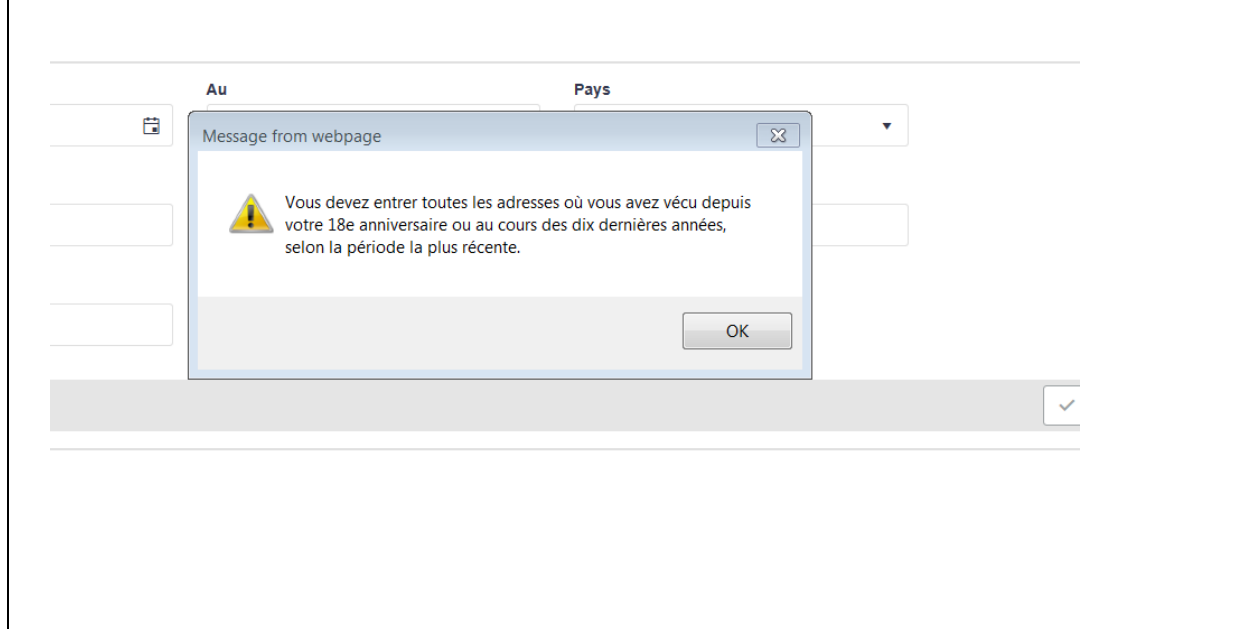 Au
Pays
Message from webpage
Vous devez entrer toutes les adresses où vous avez vécu depuis
votre 18e anniversaire ou au cours des dix dernières années,
selon la période la plus récente.
OK